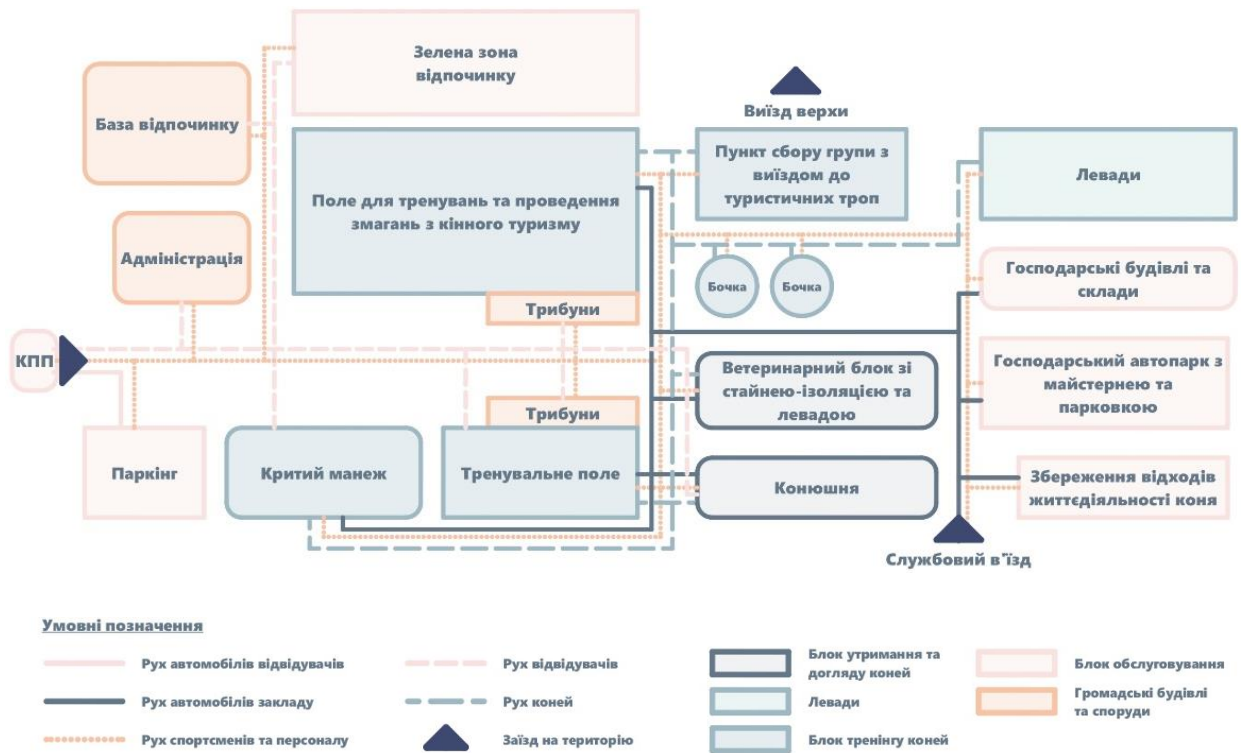 Зелена зона
відпочинку
База відпочинку
Виїзд верхи
Поле для тренувань та проведення
змагань з кінного туризму
Пункт сбору групи з
виїздом до
туристичних троп
Левади
Адміністрація
Бочка
Бочка
Господарські будівлі та
склади
Трибуни
КПП
Ветеринарний блок зі
стайнею-ізоляцією та
левадою
Господарський автопарк з
майстернею та
парковкою
Трибуни
Паркінг
Критий манеж
Тренувальне поле
Конюшня
Збереження відходів
життєдіяльності коня
Службовий в'їзд
Умовні позначення
Рух автомобілів відвідувачів
Рух відвідувачів
Блок утримання та
догляду коней
Блок обслуговування
Рух автомобілів закладу
Рух коней
Левади
Громадські будівлі
та споруди
Рух спортсменів та персоналу
Заїзд на територію
Блок тренінгу коней